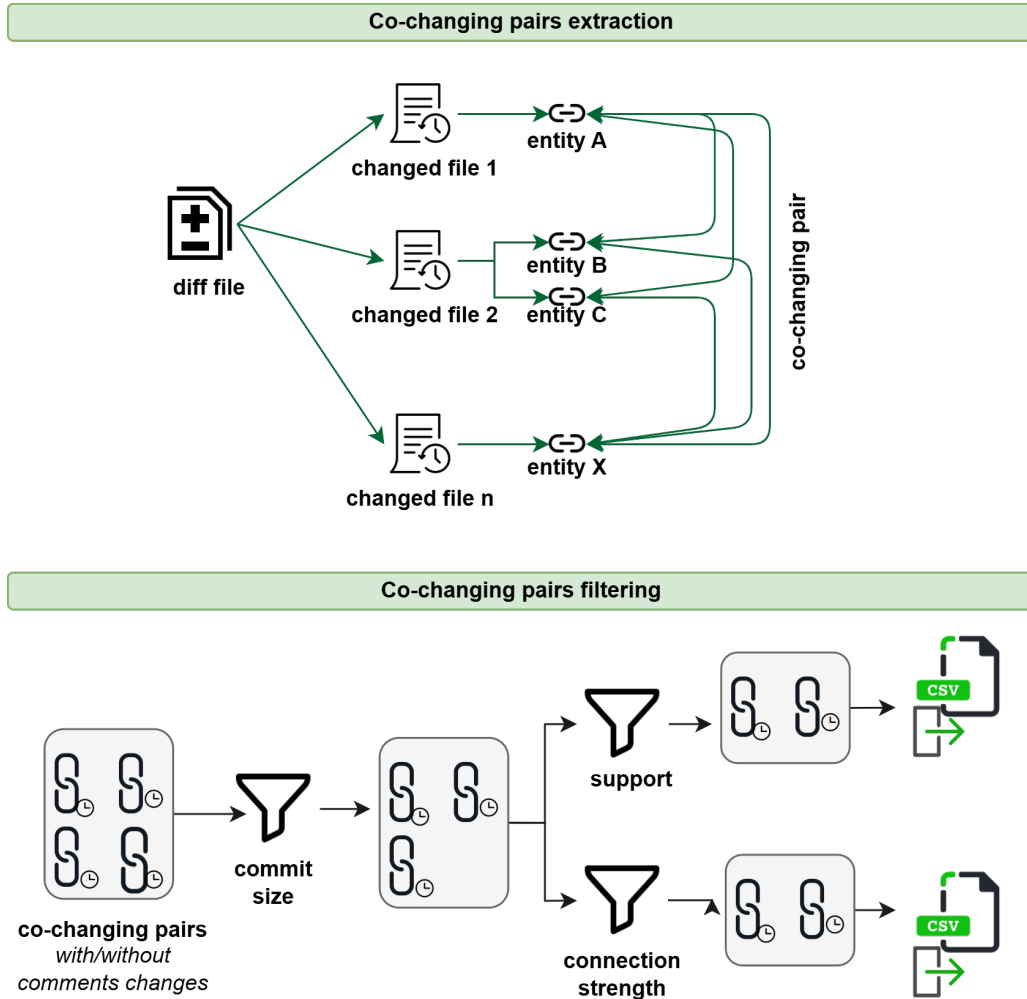 Co-changing pairs extraction
entity A
changed file 1
co-changing pair
entity B
diff file
changed file 2
entity C
entity X
changed file n
Co-changing pairs filtering
CSV
support
commit
size
CSV
co-changing pairs
with/without
comments changes
connection
strength